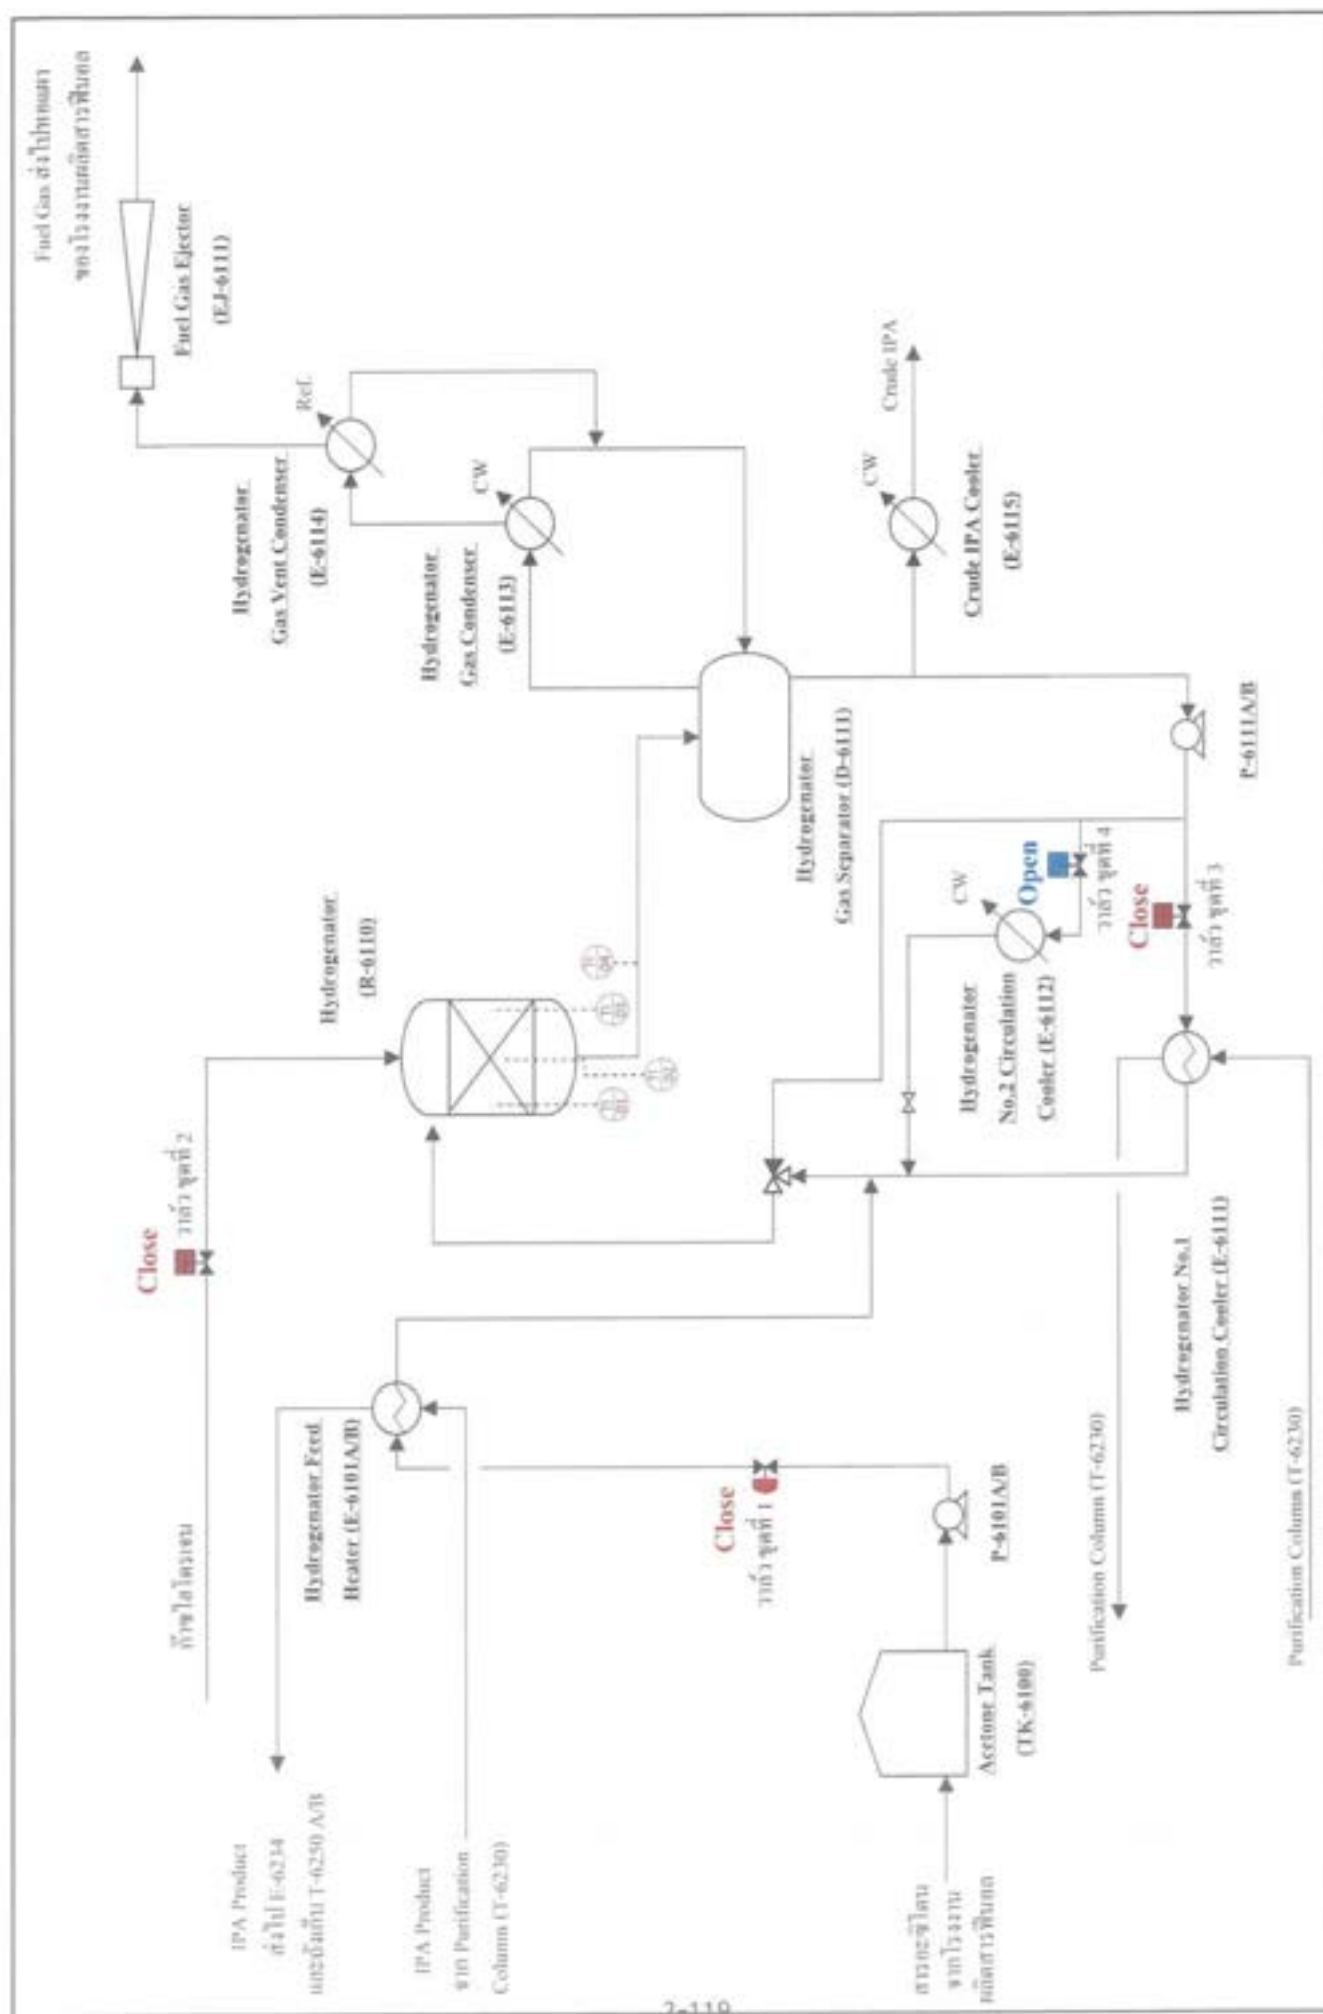 Fuel Gas ส่งไปหอเผา
ของโรงงานผลิตสารฟีนอล
Fuel Gas Ejector
(EJ-6111)
Ref.
Hydrogenator
Gas Vent Condenser
(E-6114)
CW
Hydrogenator
Gas Condenser
(E-6113)
Crude IPA
CW
Crude IPA Cooler
(E-6115)
Hydrogenator
Gas Separator (D-6111)
P-6111A/B
Hydrogenator
(R-6110)
Close
วาล์ว ชุดที่ 2
ก๊าซไฮโดรเจน
Open
วาล์ว ชุดที่ 4
CW
Close
วาล์ว ชุดที่ 3
Hydrogenator
No.2 Circulation
Cooler (E-6112)
Hydrogenator No.1
Circulation Cooler (E-6111)
Hydrogenator Feed
Heater (E-6101A/B)
Close
วาล์ว ชุดที่ 1
P-6101A/B
Acetone Tank
(TK-6100)
Purification Column (T-6230)
Purification Column (T-6230)
IPA Product
ส่งไป E-6234
และถังเก็บ T-6250 A/B
IPA Product
จาก Purification
Column (T-6230)
สารอะซิโตน
จากโรงงาน
ผลิตสารฟีนอล
2-119